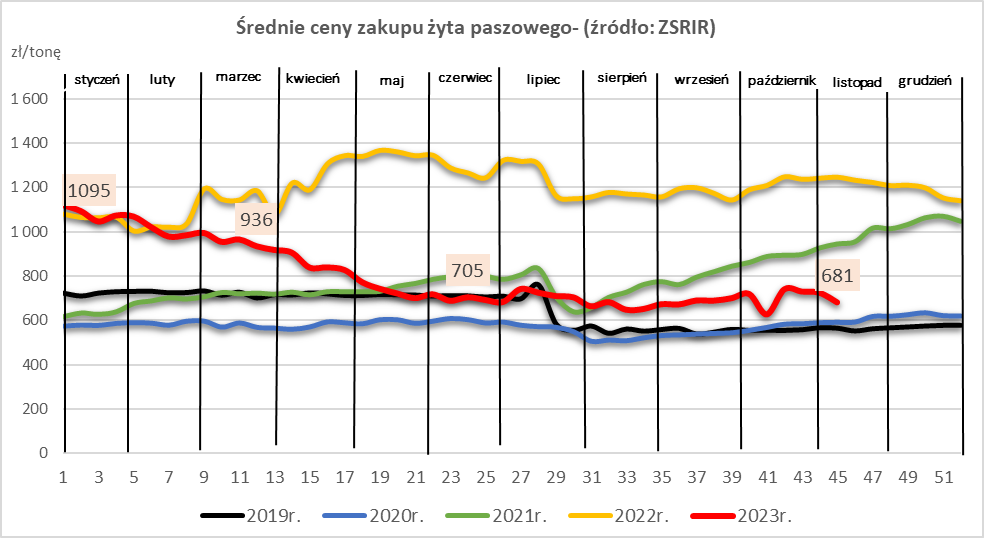 Średnie ceny zakupu żyta paszowego- (źródło: ZSRIR)
zł/tonę
styczeń luty marzec kwiecień maj czerwiec lipiec sierpień wrzesień październik listopad grudzień
1 600
1 400
1 200
1 000
800
600
400
200
0
1095
936
705
681
1 3 5 7 9 11 13 15 17 19 21 23 25 27 29 31 33 35 37 39 41 43 45 47 49 51
2019r. 2020r. 2021r. 2022r. 2023r.